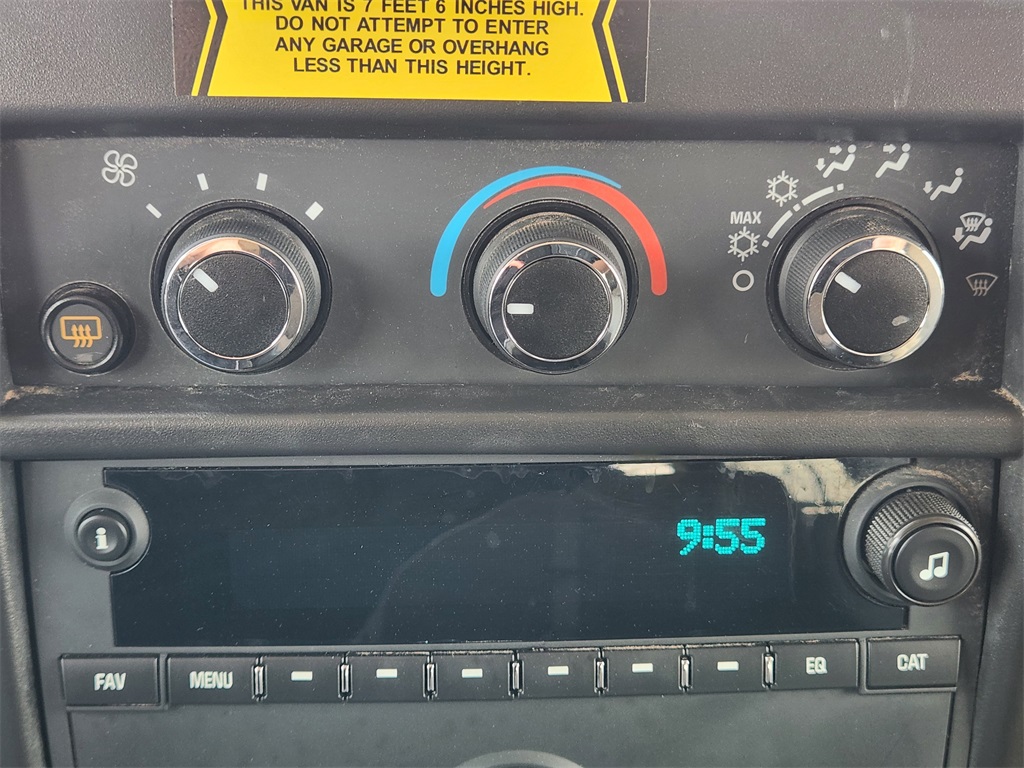 THIS VAN IS 7 FEET 6 INCHES HIGH.
DO NOT ATTEMPT TO ENTER
ANY GARAGE OR OVERHANG
LESS THAN THIS HEIGHT.
MAX
9:55
i
FAV MENU EQ CAT